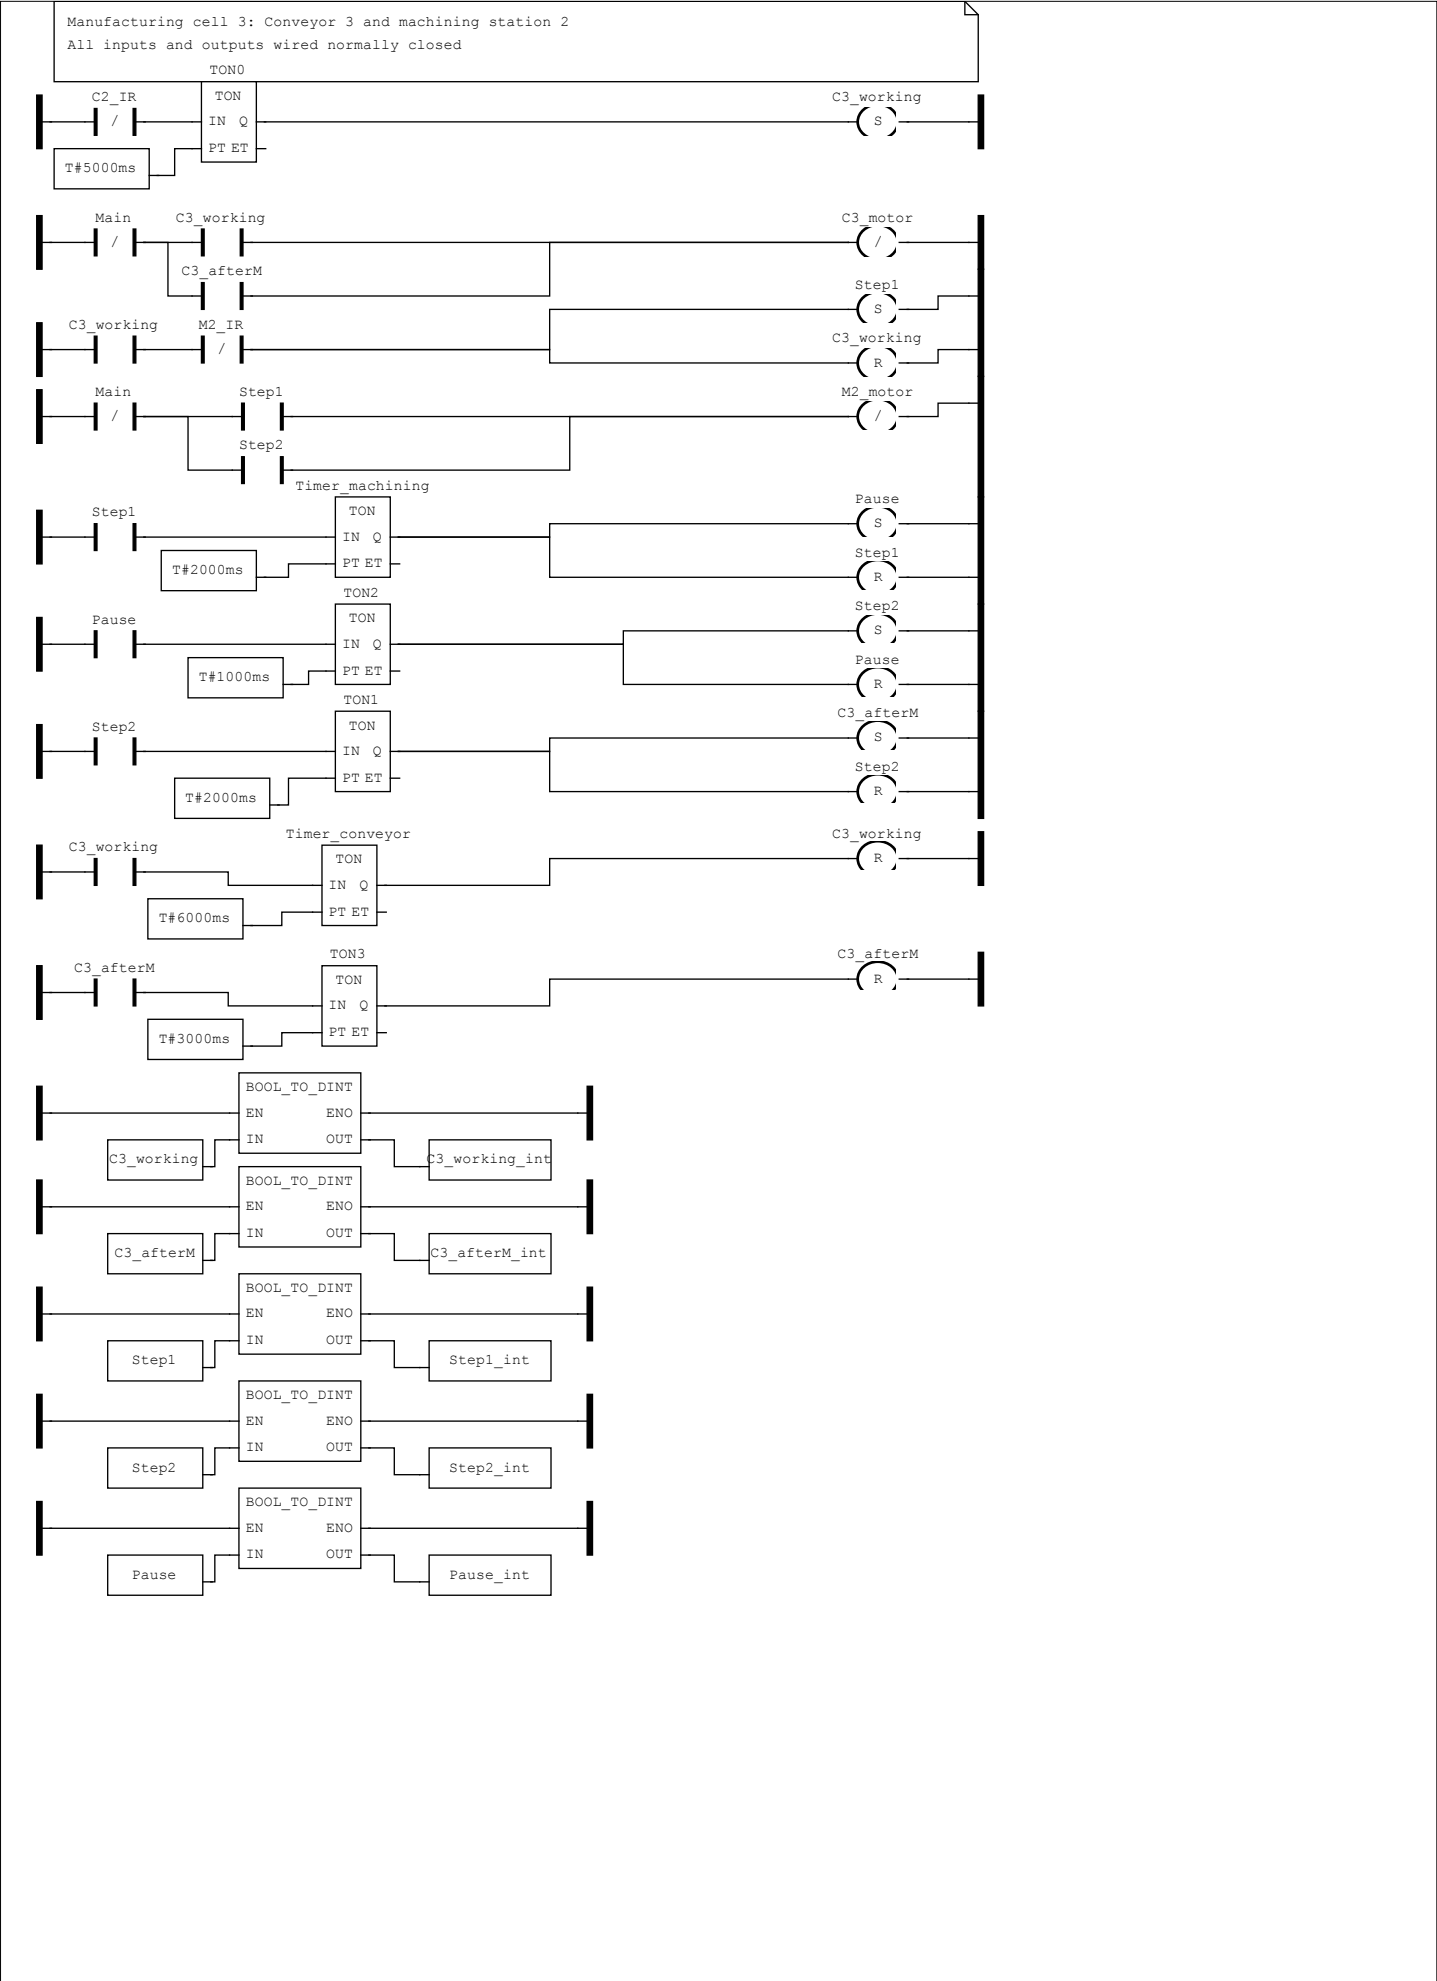 Manufacturing cell 3: Conveyor 3 and machining station 2
All inputs and outputs wired normally closed
TON0
C2_IR
TON
C3_working
/
IN Q
S
PT ET
T#5000ms
Main
C3_working
C3_motor
/
/
C3_afterM
Step1
S
C3_working
M2_IR
C3_working
/
R
Main
Step1
M2_motor
/
/
Step2
Timer_machining
Step1
TON
Pause
S
IN Q
Step1
T#2000ms
PT ET
R
TON2
Pause
TON
Step2
S
IN Q
Pause
T#1000ms
PT ET
R
TON1
Step2
TON
C3_afterM
S
IN Q
Step2
T#2000ms
PT ET
R
Timer_conveyor
C3_working
TON
C3_working
R
IN Q
T#6000ms
PT ET
TON3
C3_afterM
TON
C3_afterM
R
IN Q
T#3000ms
PT ET
BOOL_TO_DINT
EN ENO
IN OUT
C3_working
C3_working_int
BOOL_TO_DINT
EN ENO
IN OUT
C3_afterM
C3_afterM_int
BOOL_TO_DINT
EN ENO
IN OUT
Step1
Step1_int
BOOL_TO_DINT
EN ENO
IN OUT
Step2
Step2_int
BOOL_TO_DINT
EN ENO
IN OUT
Pause
Pause_int